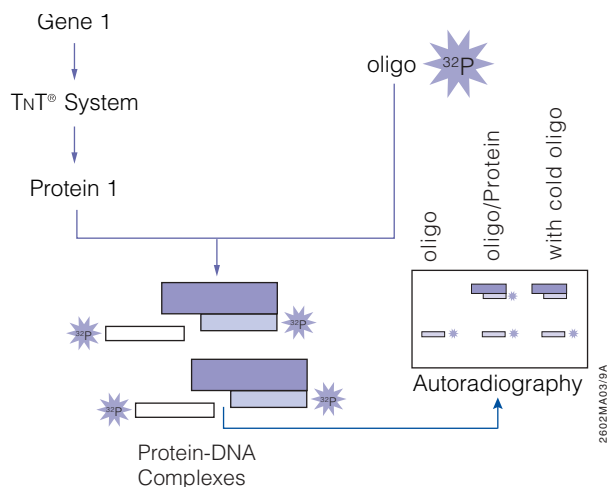 Gene 1
TNT® System
Protein 1
oligo
32P
oligo
oligo/Protein
with cold oligo
32P
32P
32P
32P
Autoradiography
Protein-DNA
Complexes
2602MA03/9A